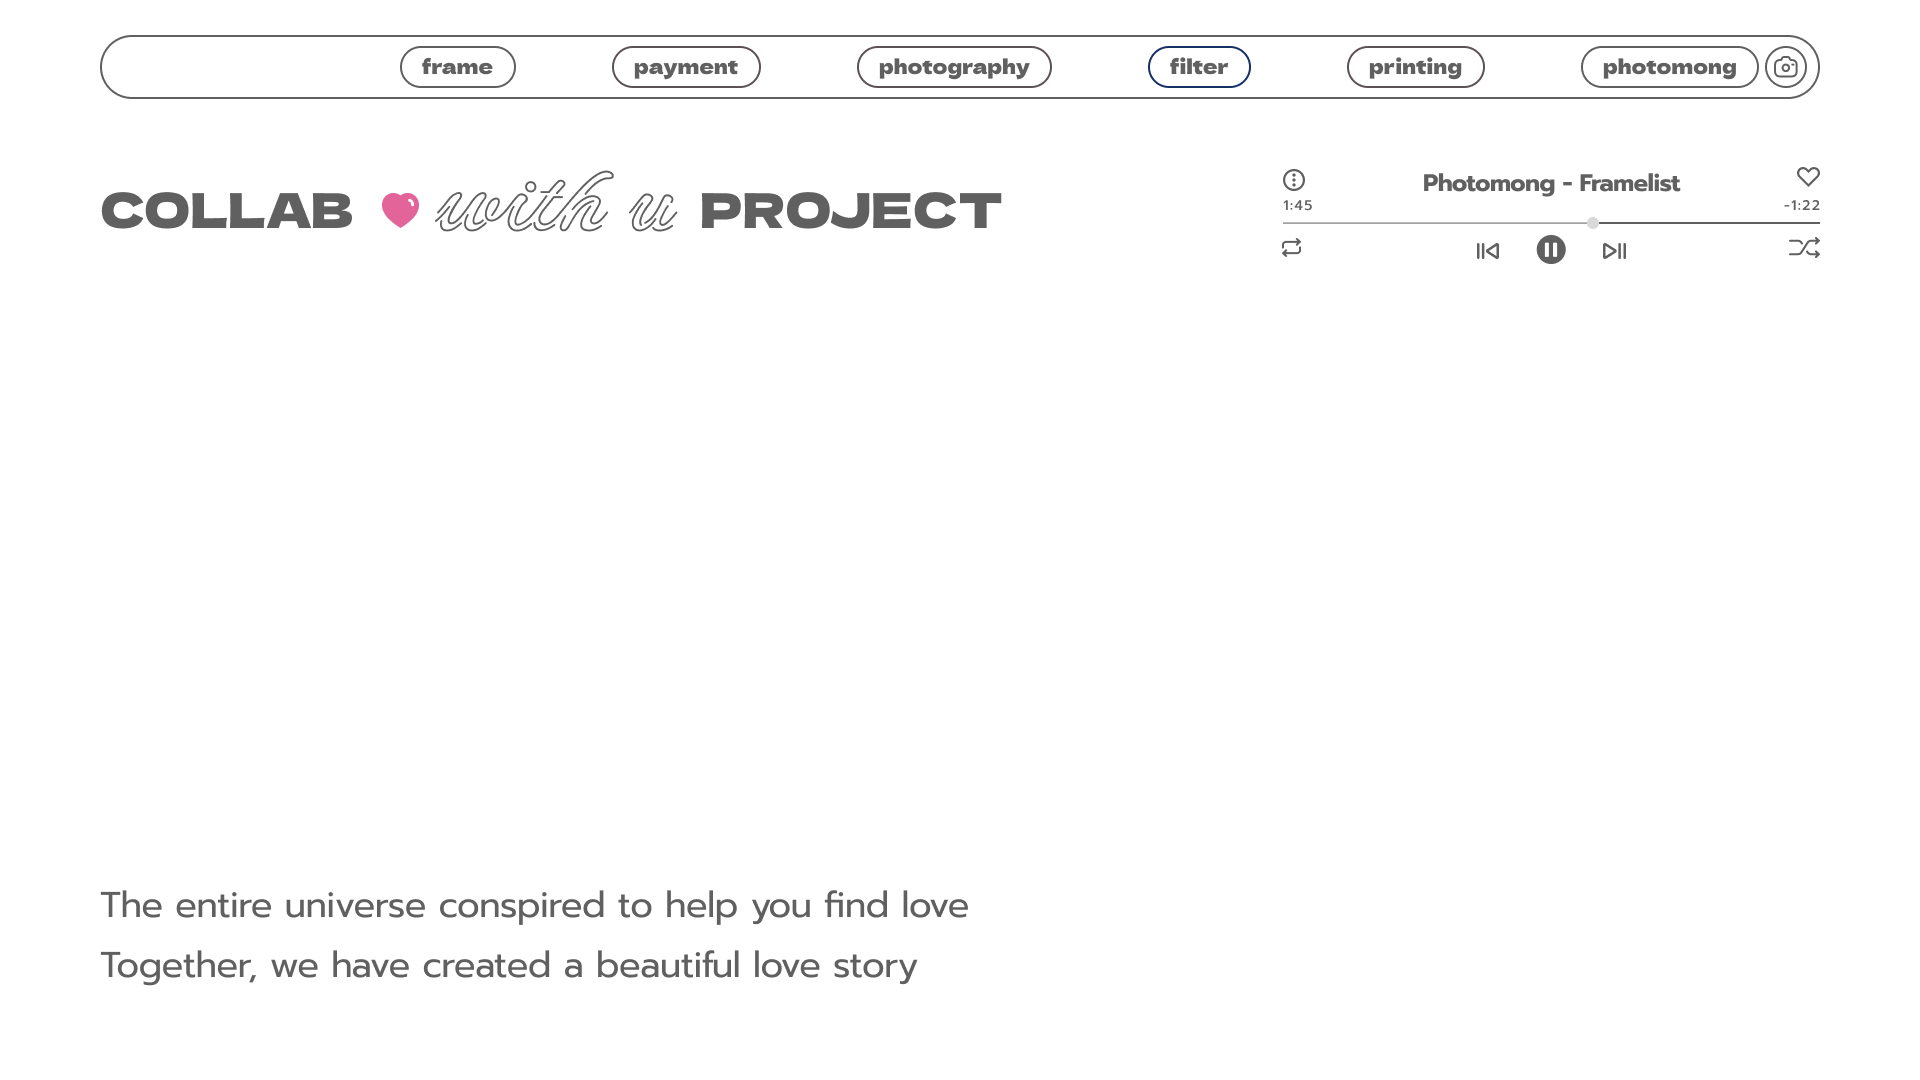 frame payment photography filter printing photomong
COLLAB with u PROJECT
Photomong - Framelist
1:45 -1:22
The entire universe conspired to help you find love
Together, we have created a beautiful love story